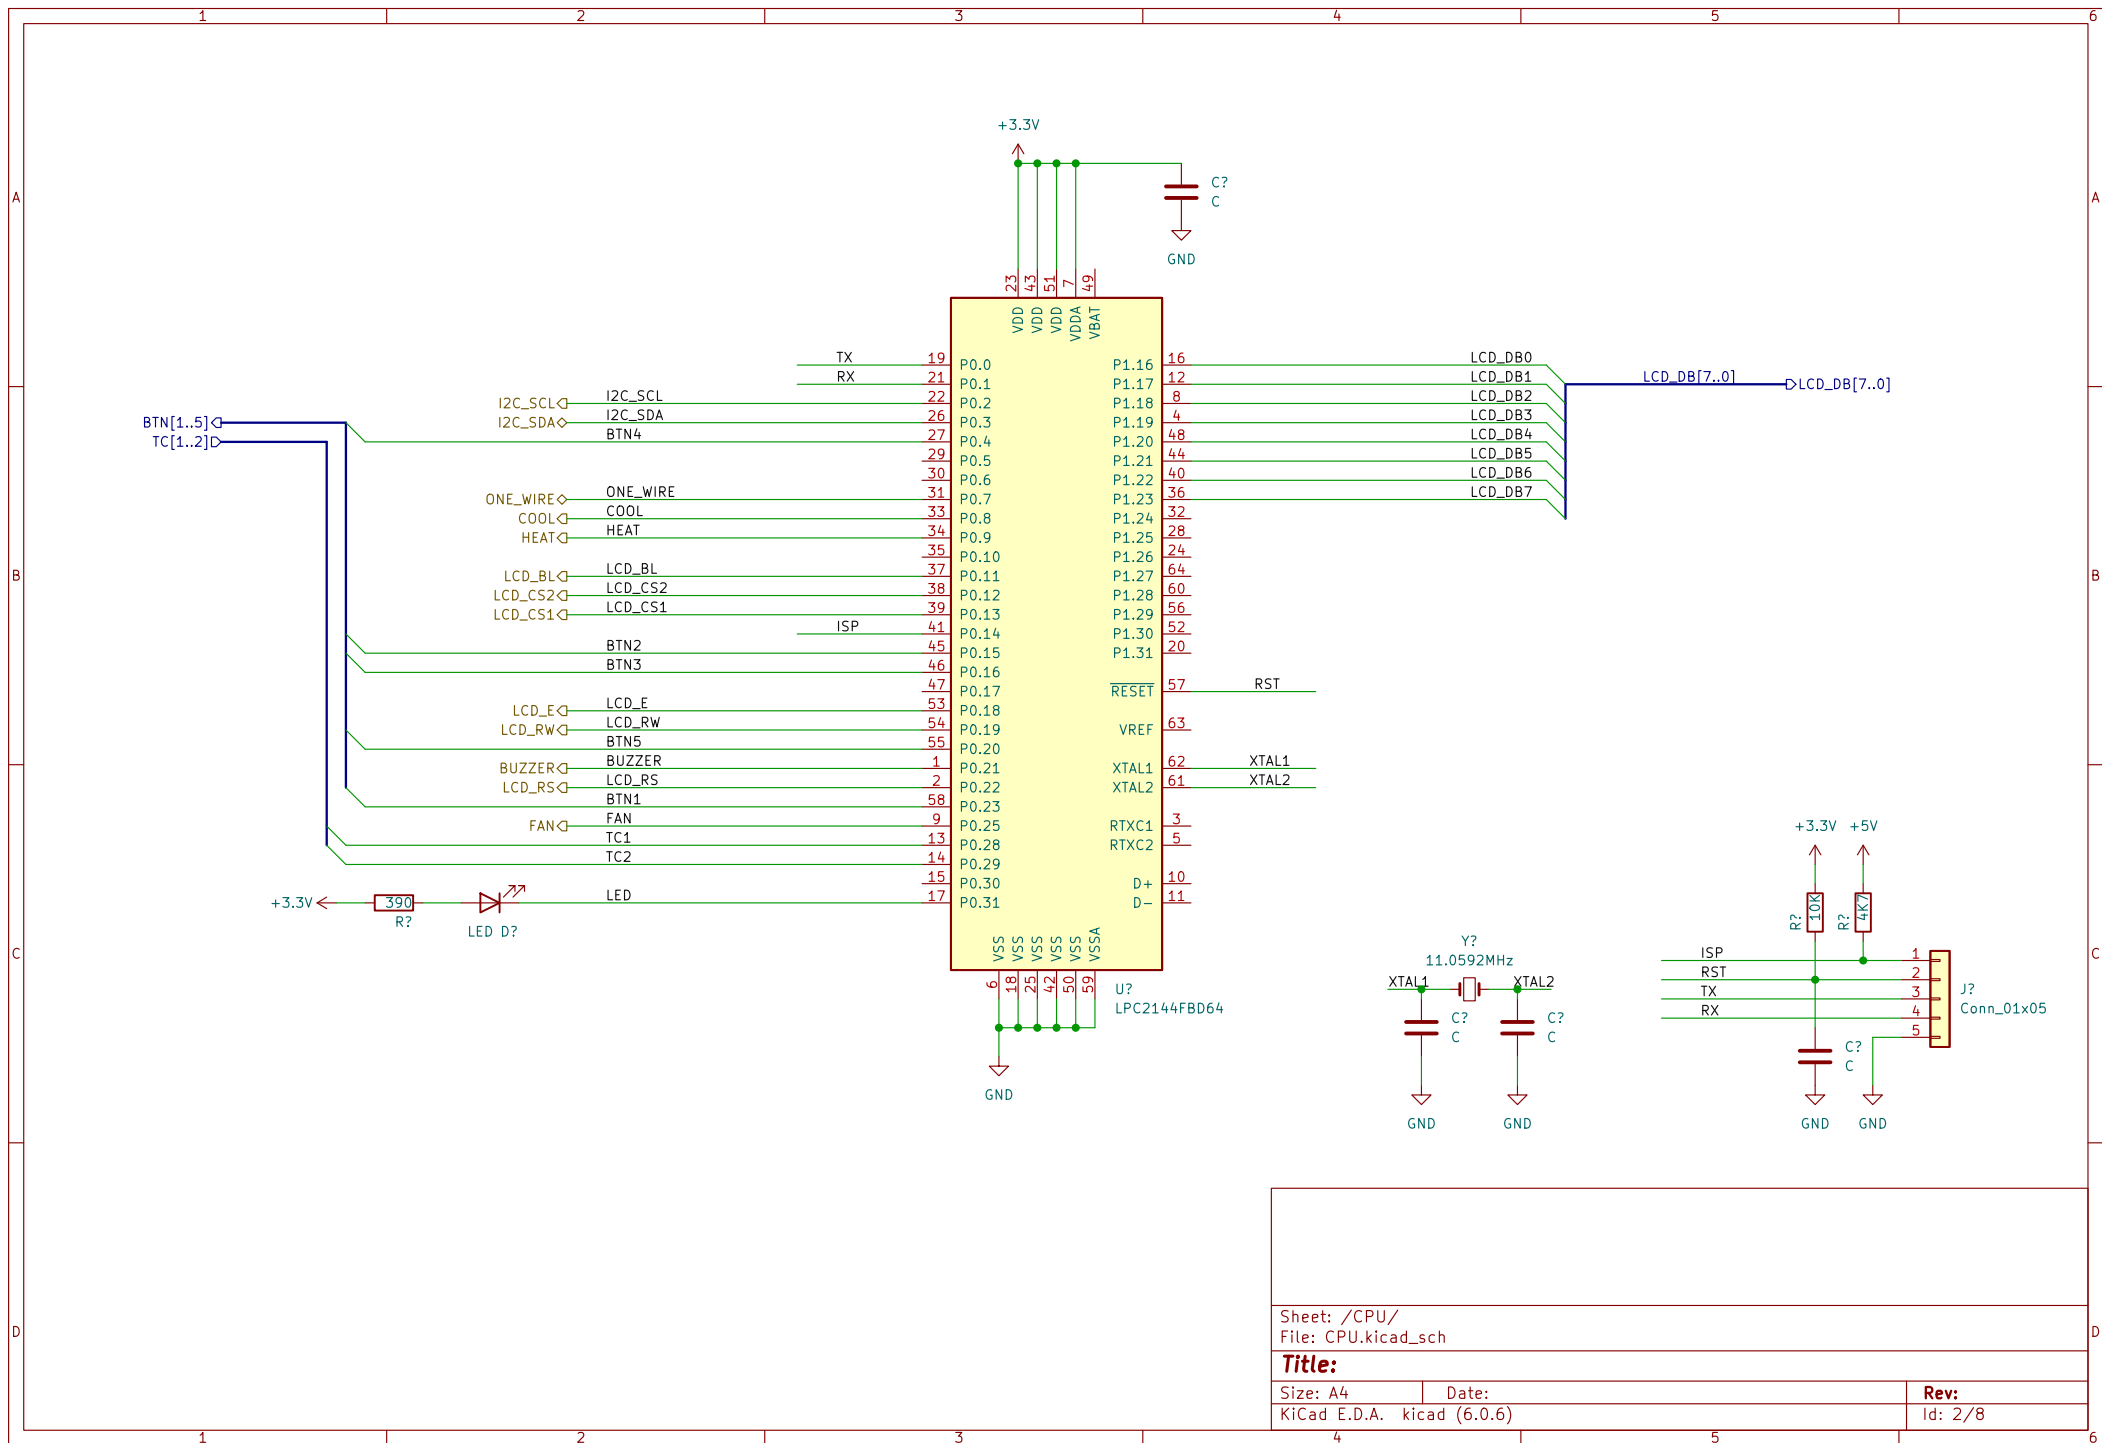 1 2 3 4 5 6
A A
B B
C C
D D
1 2 3 4 5 6
+3.3V
C?
C
GND
23 43 51 7 49
VDD VDD VDD VDDA VBAT
TX 19 P0.0
RX 21 P0.1
I2C_SCL I2C_SCL 22 P0.2
I2C_SDA I2C_SDA 26 P0.3
BTN[1..5]
TC[1..2]
BTN4 27 P0.4
29 P0.5
30 P0.6
ONE_WIRE ONE_WIRE 31 P0.7
COOL COOL 33 P0.8
HEAT HEAT 34 P0.9
35 P0.10
LCD_BL LCD_BL 37 P0.11
LCD_CS2 LCD_CS2 38 P0.12
LCD_CS1 LCD_CS1 39 P0.13
ISP 41 P0.14
BTN2 45 P0.15
BTN3 46 P0.16
47 P0.17
LCD_E LCD_E 53 P0.18
LCD_RW LCD_RW 54 P0.19
BTN5 55 P0.20
BUZZER BUZZER 1 P0.21
LCD_RS LCD_RS 2 P0.22
BTN1 58 P0.23
FAN FAN 9 P0.25
TC1 13 P0.28
TC2 14 P0.29
15 P0.30
+3.3V 390 LED 17 P0.31
R?
LED D?
P1.16 16 LCD_DB0
P1.17 12 LCD_DB1
P1.18 8 LCD_DB2
P1.19 4 LCD_DB3
P1.20 48 LCD_DB4
P1.21 44 LCD_DB5
P1.22 40 LCD_DB6
P1.23 36 LCD_DB7
LCD_DB[7..0] LCD_DB[7..0]
P1.24 32
P1.25 28
P1.26 24
P1.27 64
P1.28 60
P1.29 56
P1.30 52
P1.31 20
RESET 57 RST
VREF 63
XTAL1 62 XTAL1
XTAL2 61 XTAL2
RTXC1 3
RTXC2 5
D+ 10
D- 11
VSS VSS VSS VSS VSS VSSA
6 18 25 42 50 59
U?
LPC2144FBD64
GND
Y?
11.0592MHz
XTAL1 XTAL2
C? C?
C C
GND GND
+3.3V +5V
R? 10K R? 4K7
ISP 1
RST 2
TX 3
RX 4
5
J?
Conn_01x05
C?
C
GND GND
Sheet: /CPU/
File: CPU.kicad_sch
Title:
Size: A4 Date: Rev:
KiCad E.D.A. kicad (6.0.6) Id: 2/8